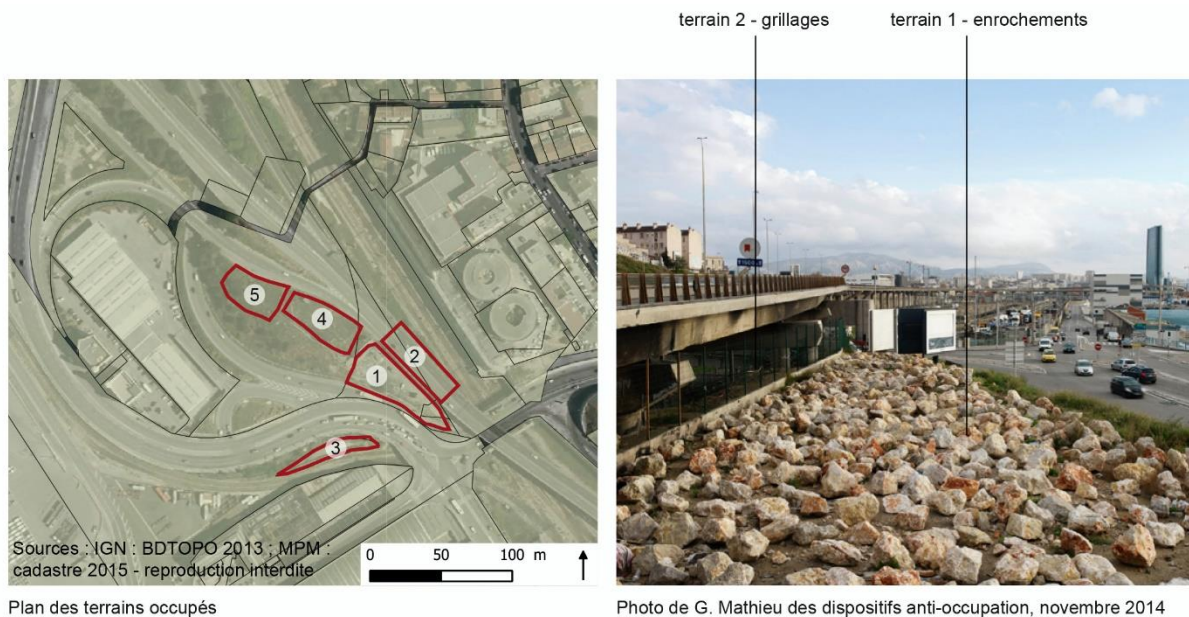 terrain 2 - grillages
terrain 1 - enrochements
5
4
2
1
3
Sources : IGN : BDTOPO 2013 ; MPM :
cadastre 2015 - reproduction interdite
0 50 100 m
Plan des terrains occupés
Photo de G. Mathieu des dispositifs anti-occupation, novembre 2014